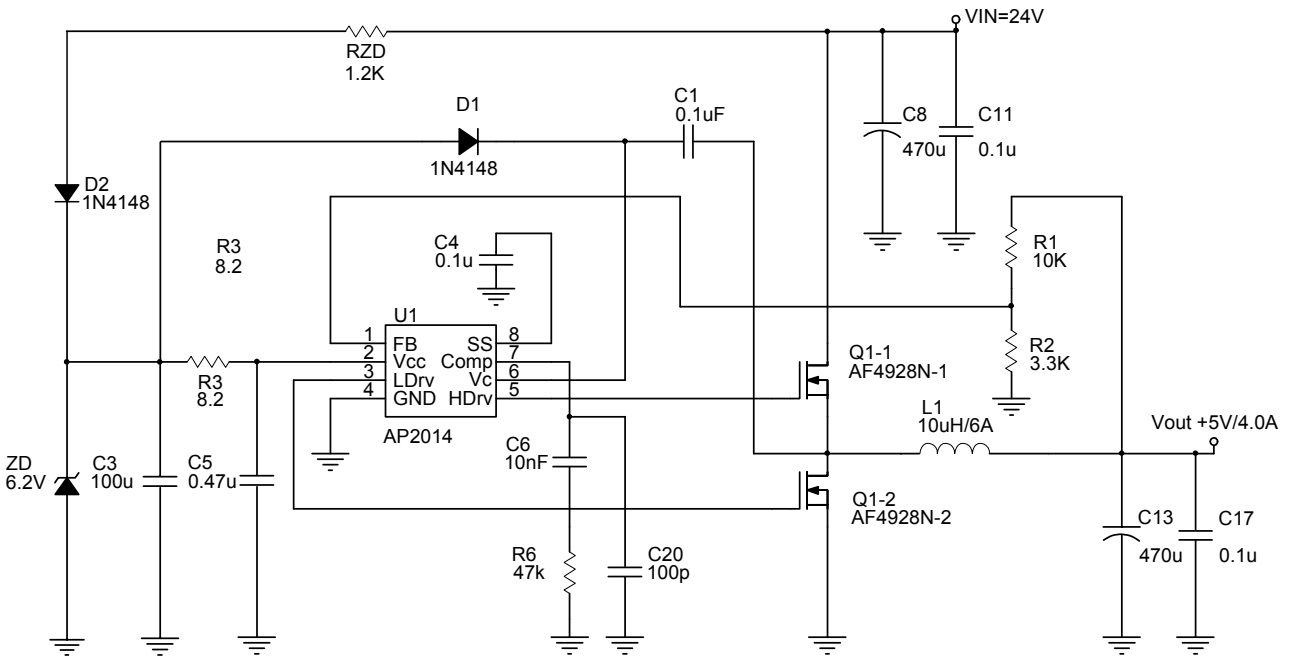 VIN=24V
RZD
1.2K
D1
1N4148
C1
0.1uF
C8
470u
C11
0.1u
D2
1N4148
R3
8.2
C4
0.1u
R1
10K
R2
3.3K
U1
1 FB SS 8
2 Vcc Comp 7
3 LDrv Vc 6
4 GND HDrv 5
AP2014
R3
8.2
Q1-1
AF4928N-1
L1
10uH/6A
Vout +5V/4.0A
ZD
6.2V
C3
100u
C5
0.47u
C6
10nF
Q1-2
AF4928N-2
C13
470u
C17
0.1u
R6
47k
C20
100p